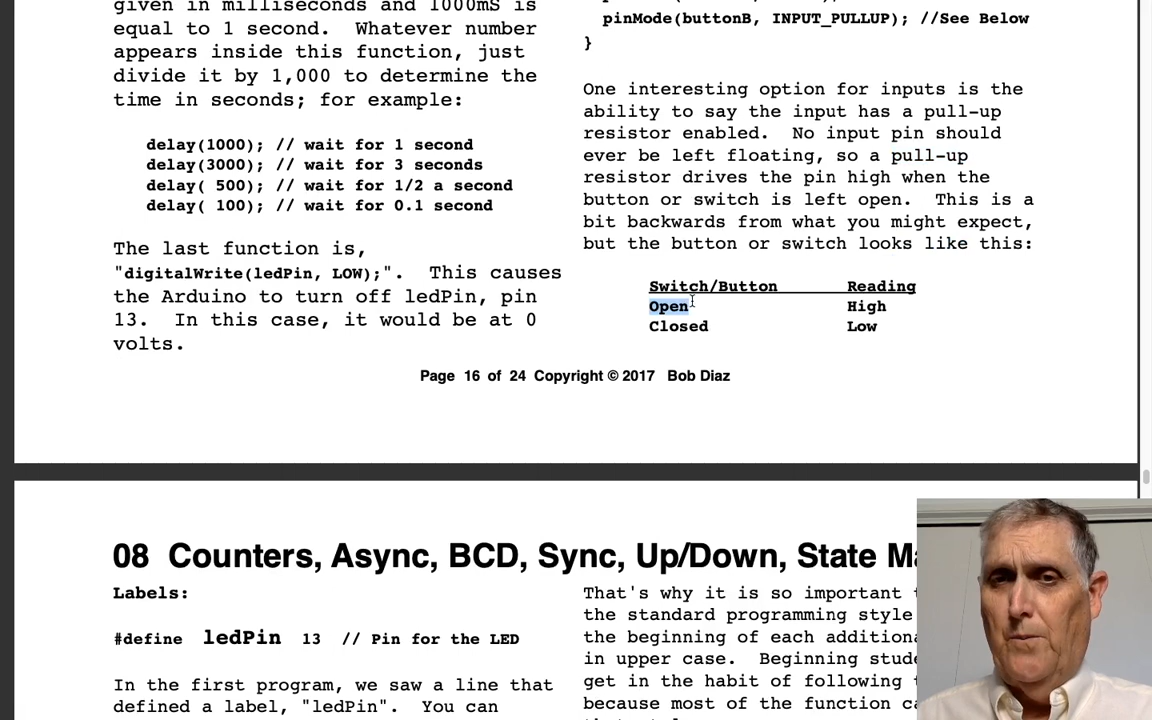 given in milliseconds and 1000mS is
equal to 1 second. Whatever number
appears inside this function, just
divide it by 1,000 to determine the
time in seconds; for example:
delay(1000); // wait for 1 second
delay(3000); // wait for 3 seconds
delay( 500); // wait for 1/2 a second
delay( 100); // wait for 0.1 second
The last function is,
"digitalWrite(ledPin, LOW);". This causes
the Arduino to turn off ledPin, pin
13. In this case, it would be at 0
volts.
pinMode(buttonB, INPUT_PULLUP); //See Below
}
One interesting option for inputs is the
ability to say the input has a pull-up
resistor enabled. No input pin should
ever be left floating, so a pull-up
resistor drives the pin high when the
button or switch is left open. This is a
bit backwards from what you might expect,
but the button or switch looks like this:
Switch/Button Reading
Open High
Closed Low
Page 16 of 24 Copyright © 2017 Bob Diaz
08 Counters, Async, BCD, Sync, Up/Down, State
Labels:
#define ledPin 13 // Pin for the LED
In the first program, we saw a line that
defined a label, "ledPin". You can
That's why it is so important
the standard programming style
the beginning of each
in upper case. Beginning
get in the habit of following
because most of the function